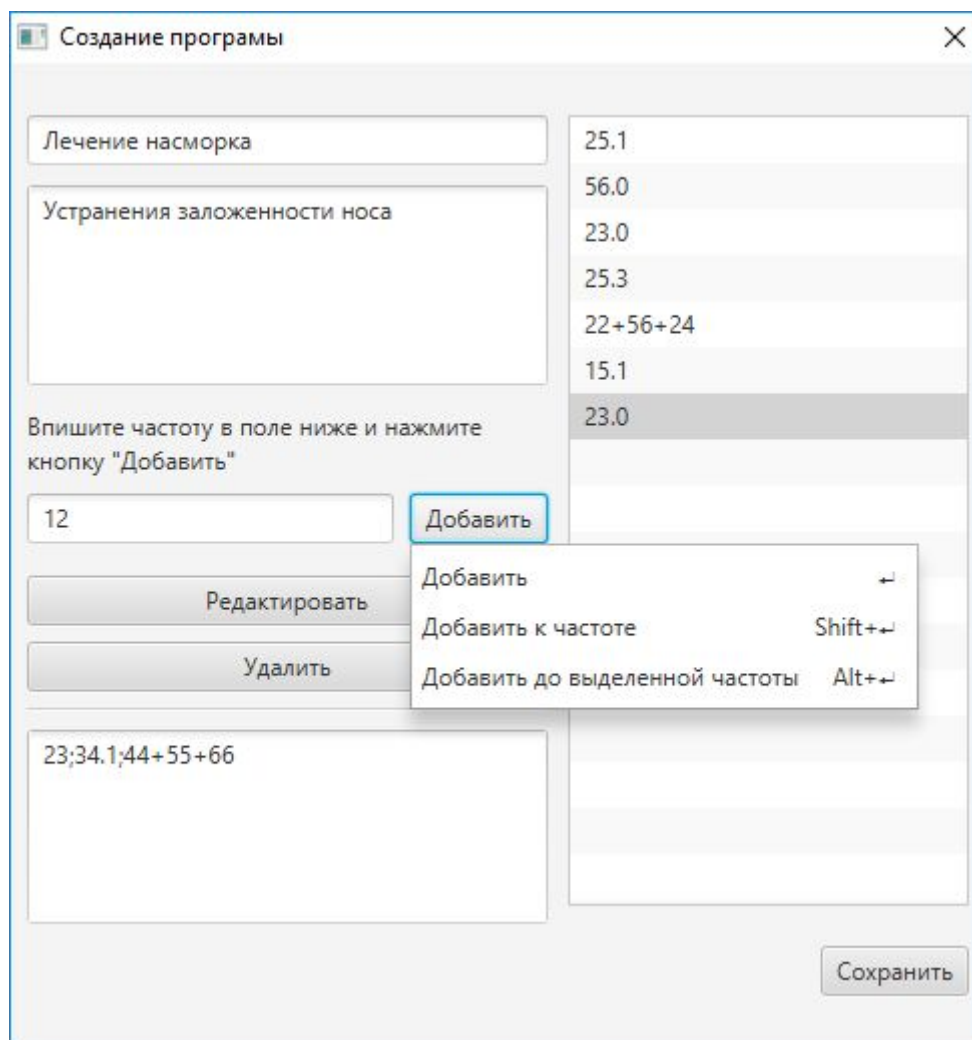 Создание програмы
Лечение насморка
Устранения заложенности носа
Впишите частоту в поле ниже и нажмите
кнопку "Добавить"
12
Добавить
Добавить ↵
Добавить к частоте Shift+↵
Добавить до выделенной частоты Alt+↵
Редактировать
Удалить
23;34.1;44+55+66
25.1
56.0
23.0
25.3
22+56+24
15.1
23.0
Сохранить